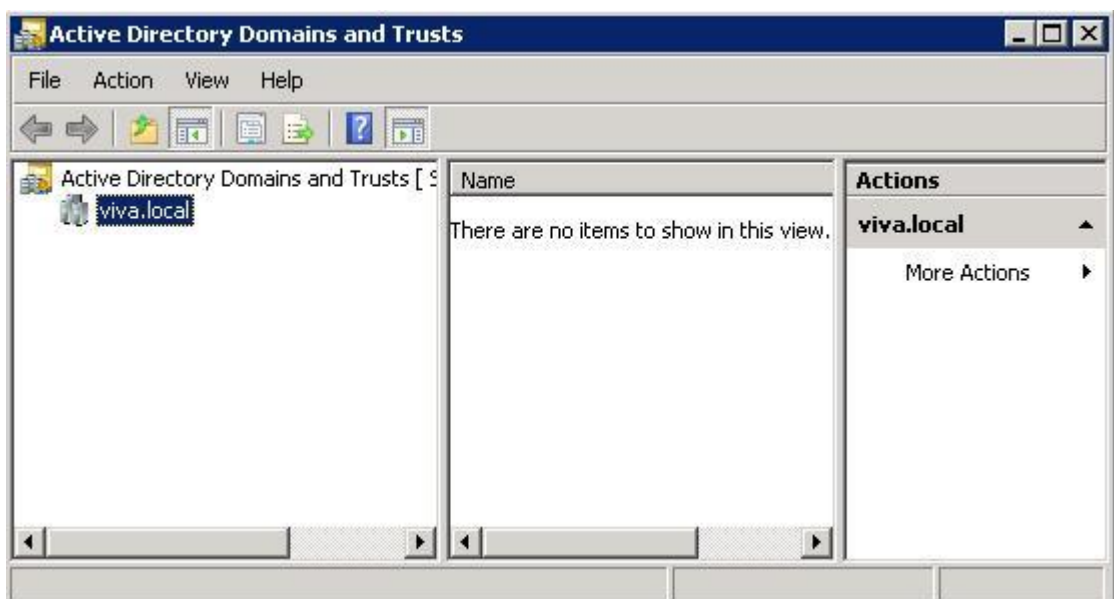 Active Directory Domains and Trusts
File Action View Help
Active Directory Domains and Trusts [
viva.local
Name
There are no items to show in this view.
Actions
viva.local
More Actions